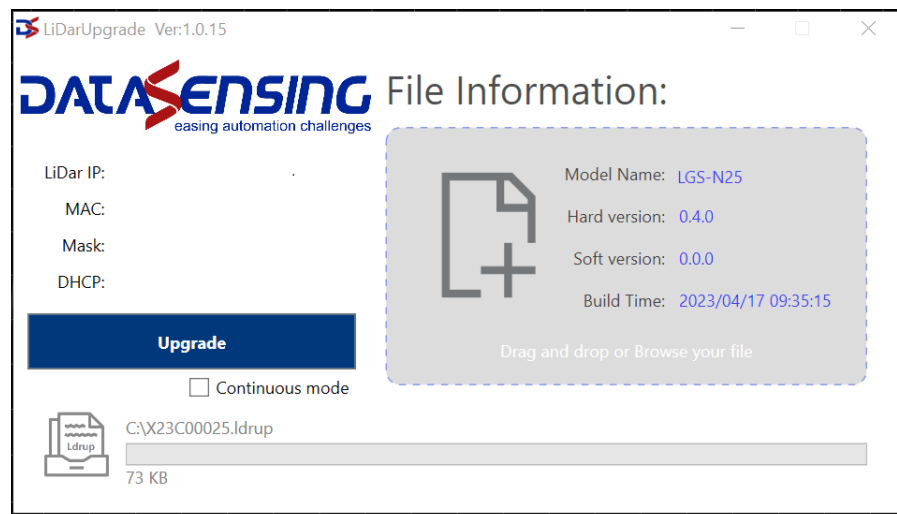 LiDarUpgrade Ver:1.0.15
DATASENSING
easing automation challenges
File Information:
LiDar IP:
MAC:
Mask:
DHCP:
Upgrade
Continuous mode
Model Name: LGS-N25
Hard version: 0.4.0
Soft version: 0.0.0
Build Time: 2023/04/17 09:35:15
Drag and drop or Browse your file
Ldrup
C:\X23C00025.ldrup
73 KB